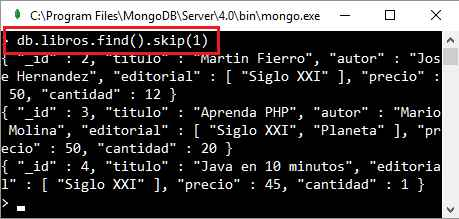 C:\Program Files\MongoDB\Server\4.0\bin\mongo.exe
> db.libros.find().skip(1)
{ "_id" : 2, "titulo" : "Martin Fierro", "autor" : "Jos
e Hernandez", "editorial" : [ "Siglo XXI" ], "precio" :
 50, "cantidad" : 12 }
{ "_id" : 3, "titulo" : "Aprenda PHP", "autor" : "Mario
 Molina", "editorial" : [ "Siglo XXI", "Planeta" ], "pr
ecio" : 50, "cantidad" : 20 }
{ "_id" : 4, "titulo" : "Java en 10 minutos", "editoria
l" : [ "Siglo XXI" ], "precio" : 45, "cantidad" : 1 }
>